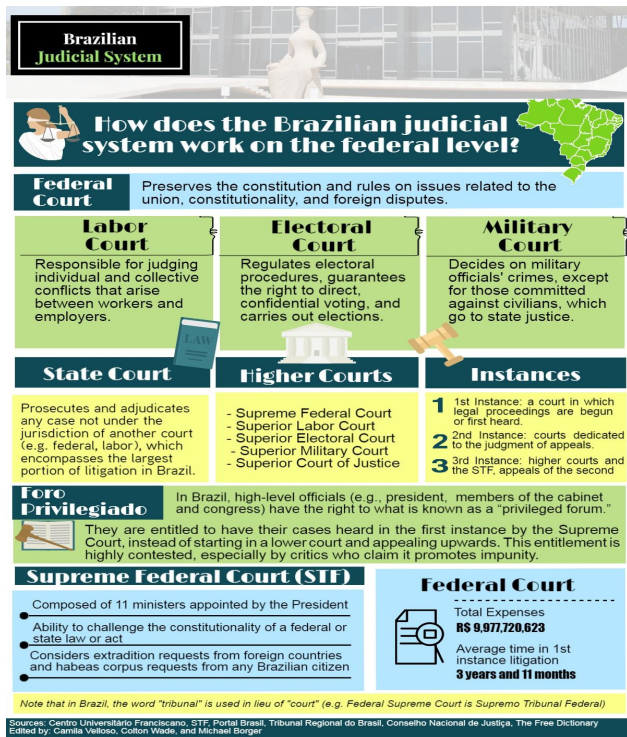 Brazilian
Judicial System
How does the Brazilian judicial
system work on the federal level?
Federal
Court
Preserves the constitution and rules on issues related to the
union, constitutionality, and foreign disputes.
Labor
Court
Responsible for judging
individual and collective
conflicts that arise
between workers and
employers.
Electoral
Court
Regulates electoral
procedures, guarantees
the right to direct,
confidential voting, and
carries out elections.
Military
Court
Decides on military
officials' crimes, except
for those committed
against civilians, which
go to state justice.
LAW
State Court
Prosecutes and adjudicates
any case not under the
jurisdiction of another court
(e.g. federal, labor), which
encompasses the largest
portion of litigation in Brazil.
Higher Courts
- Supreme Federal Court
- Superior Labor Court
- Superior Electoral Court
- Superior Military Court
- Superior Court of Justice
Instances
1 1st Instance: a court in which
legal proceedings are begun
or first heard.
2 2nd Instance: courts dedicated
to the judgment of appeals.
3 3rd Instance: higher courts and
the STF, appeals of the second
Foro
Privilegiado
In Brazil, high-level officials (e.g., president, members of the cabinet
and congress) have the right to what is known as a “privileged forum.”
They are entitled to have their cases heard in the first instance by the Supreme
Court, instead of starting in a lower court and appealing upwards. This entitlement is
highly contested, especially by critics who claim it promotes impunity.
Supreme Federal Court (STF)
Composed of 11 ministers appointed by the President
Ability to challenge the constitutionality of a federal or
state law or act
Considers extradition requests from foreign countries
and habeas corpus requests from any Brazilian citizen
Federal Court
Total Expenses
R$ 9,977,720,623
Average time in 1st
instance litigation
3 years and 11 months
Note that in Brazil, the word "tribunal" is used in lieu of "court" (e.g. Federal Supreme Court is Supremo Tribunal Federal)
Sources: Centro Universitário Franciscano, STF, Portal Brasil, Tribunal Regional do Brasil, Conselho Nacional de Justiça, The Free Dictionary
Edited by: Camila Velloso, Colton Wade, and Michael Borger